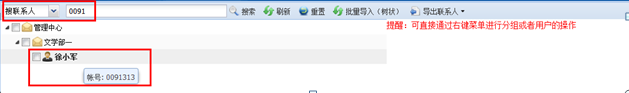 搜联系人 0091 搜索 刷新 重置 批量导入（树状） 导出联系人
管理中心 提醒：可直接通过右键菜单进行分组或者用户的操作
文学部一
徐小军
帐号: 0091313